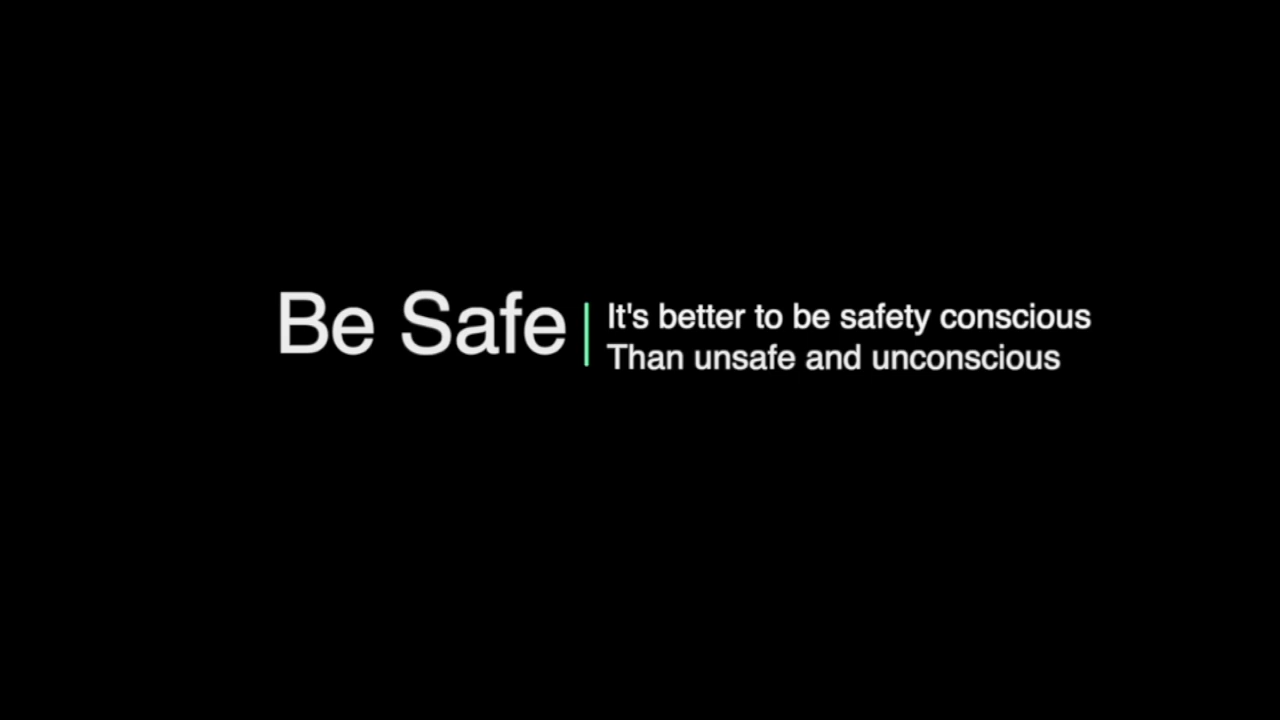 Be Safe
It's better to be safety conscious
Than unsafe and unconscious